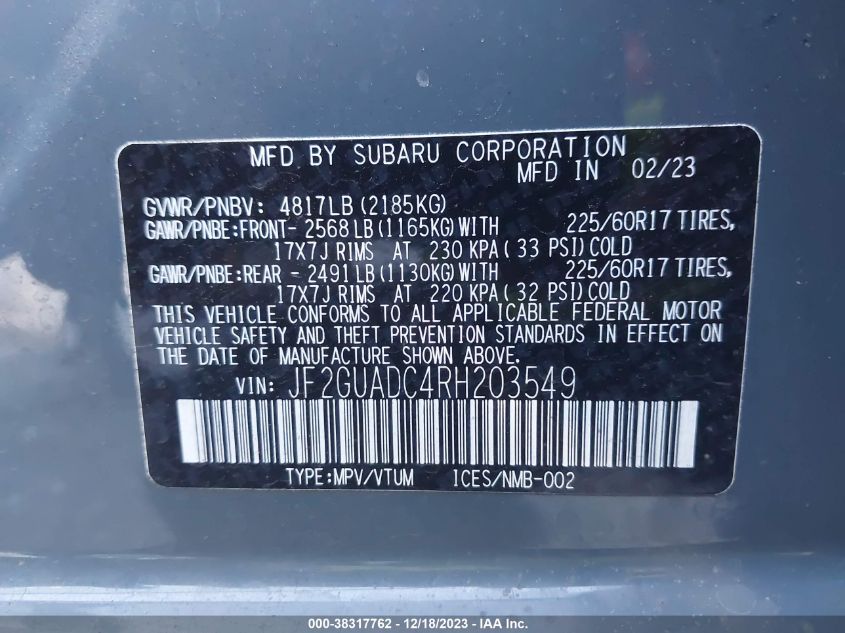 MFD BY SUBARU CORPORATION
MFD IN 02/23
GVWR/PNBV: 4817LB (2185KG)
GAWR/PNBE:FRONT- 2568LB (1165KG) WITH 225/60R17 TIRES,
17X7J RIMS AT 230 KPA ( 33 PSI) COLD
GAWR/PNBE:REAR - 2491LB (1130KG) WITH 225/60R17 TIRES,
17X7J RIMS AT 220 KPA ( 32 PSI) COLD
THIS VEHICLE CONFORMS TO ALL APPLICABLE FEDERAL MOTOR
VEHICLE SAFETY AND THEFT PREVENTION STANDARDS IN EFFECT ON
THE DATE OF MANUFACTURE SHOWN ABOVE.
VIN: JF2GUADC4RH203549
TYPE:MPV/VTUM ICES/NMB-002
000-38317762 - 12/18/2023 - IAA Inc.